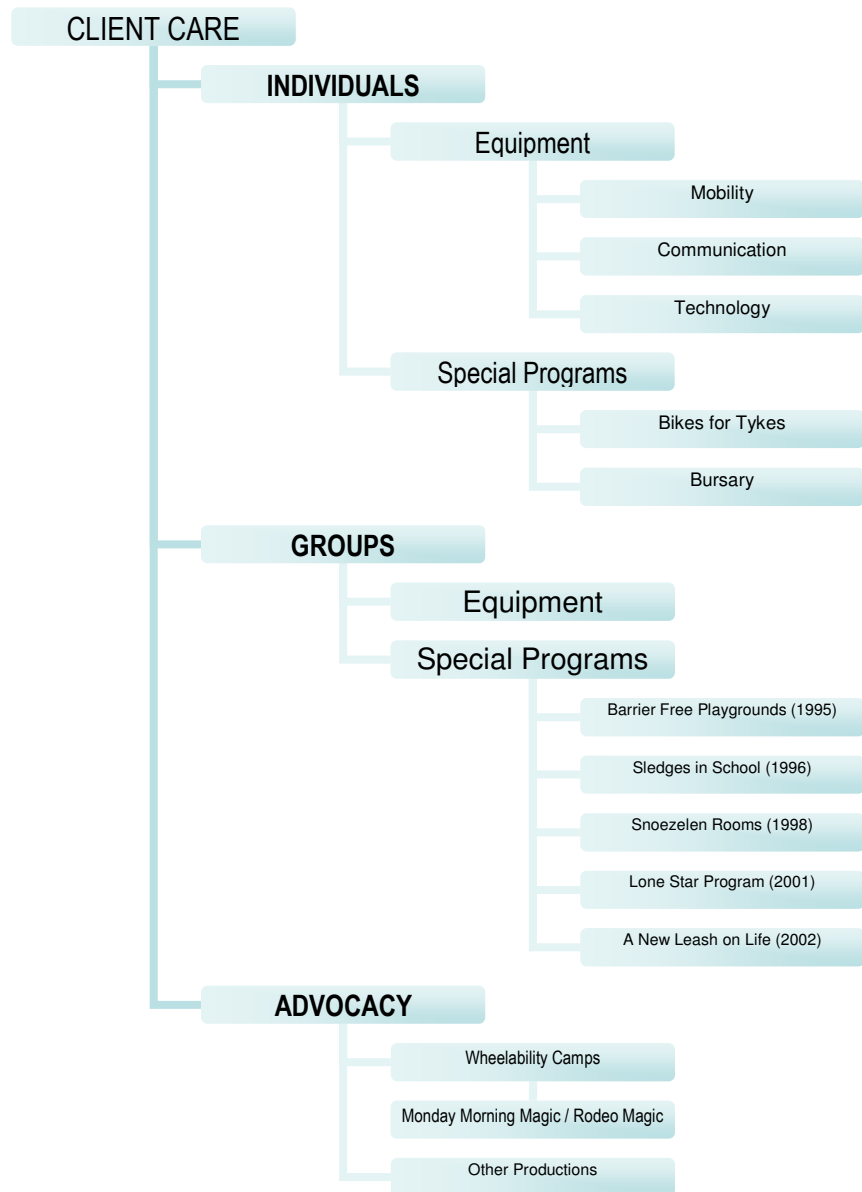 CLIENT CARE
INDIVIDUALS
Equipment
Mobility
Communication
Technology
Special Programs
Bikes for Tykes
Bursary
GROUPS
Equipment
Special Programs
Barrier Free Playgrounds (1995)
Sledges in School (1996)
Snoezelen Rooms (1998)
Lone Star Program (2001)
A New Leash on Life (2002)
ADVOCACY
Wheelability Camps
Monday Morning Magic / Rodeo Magic
Other Productions